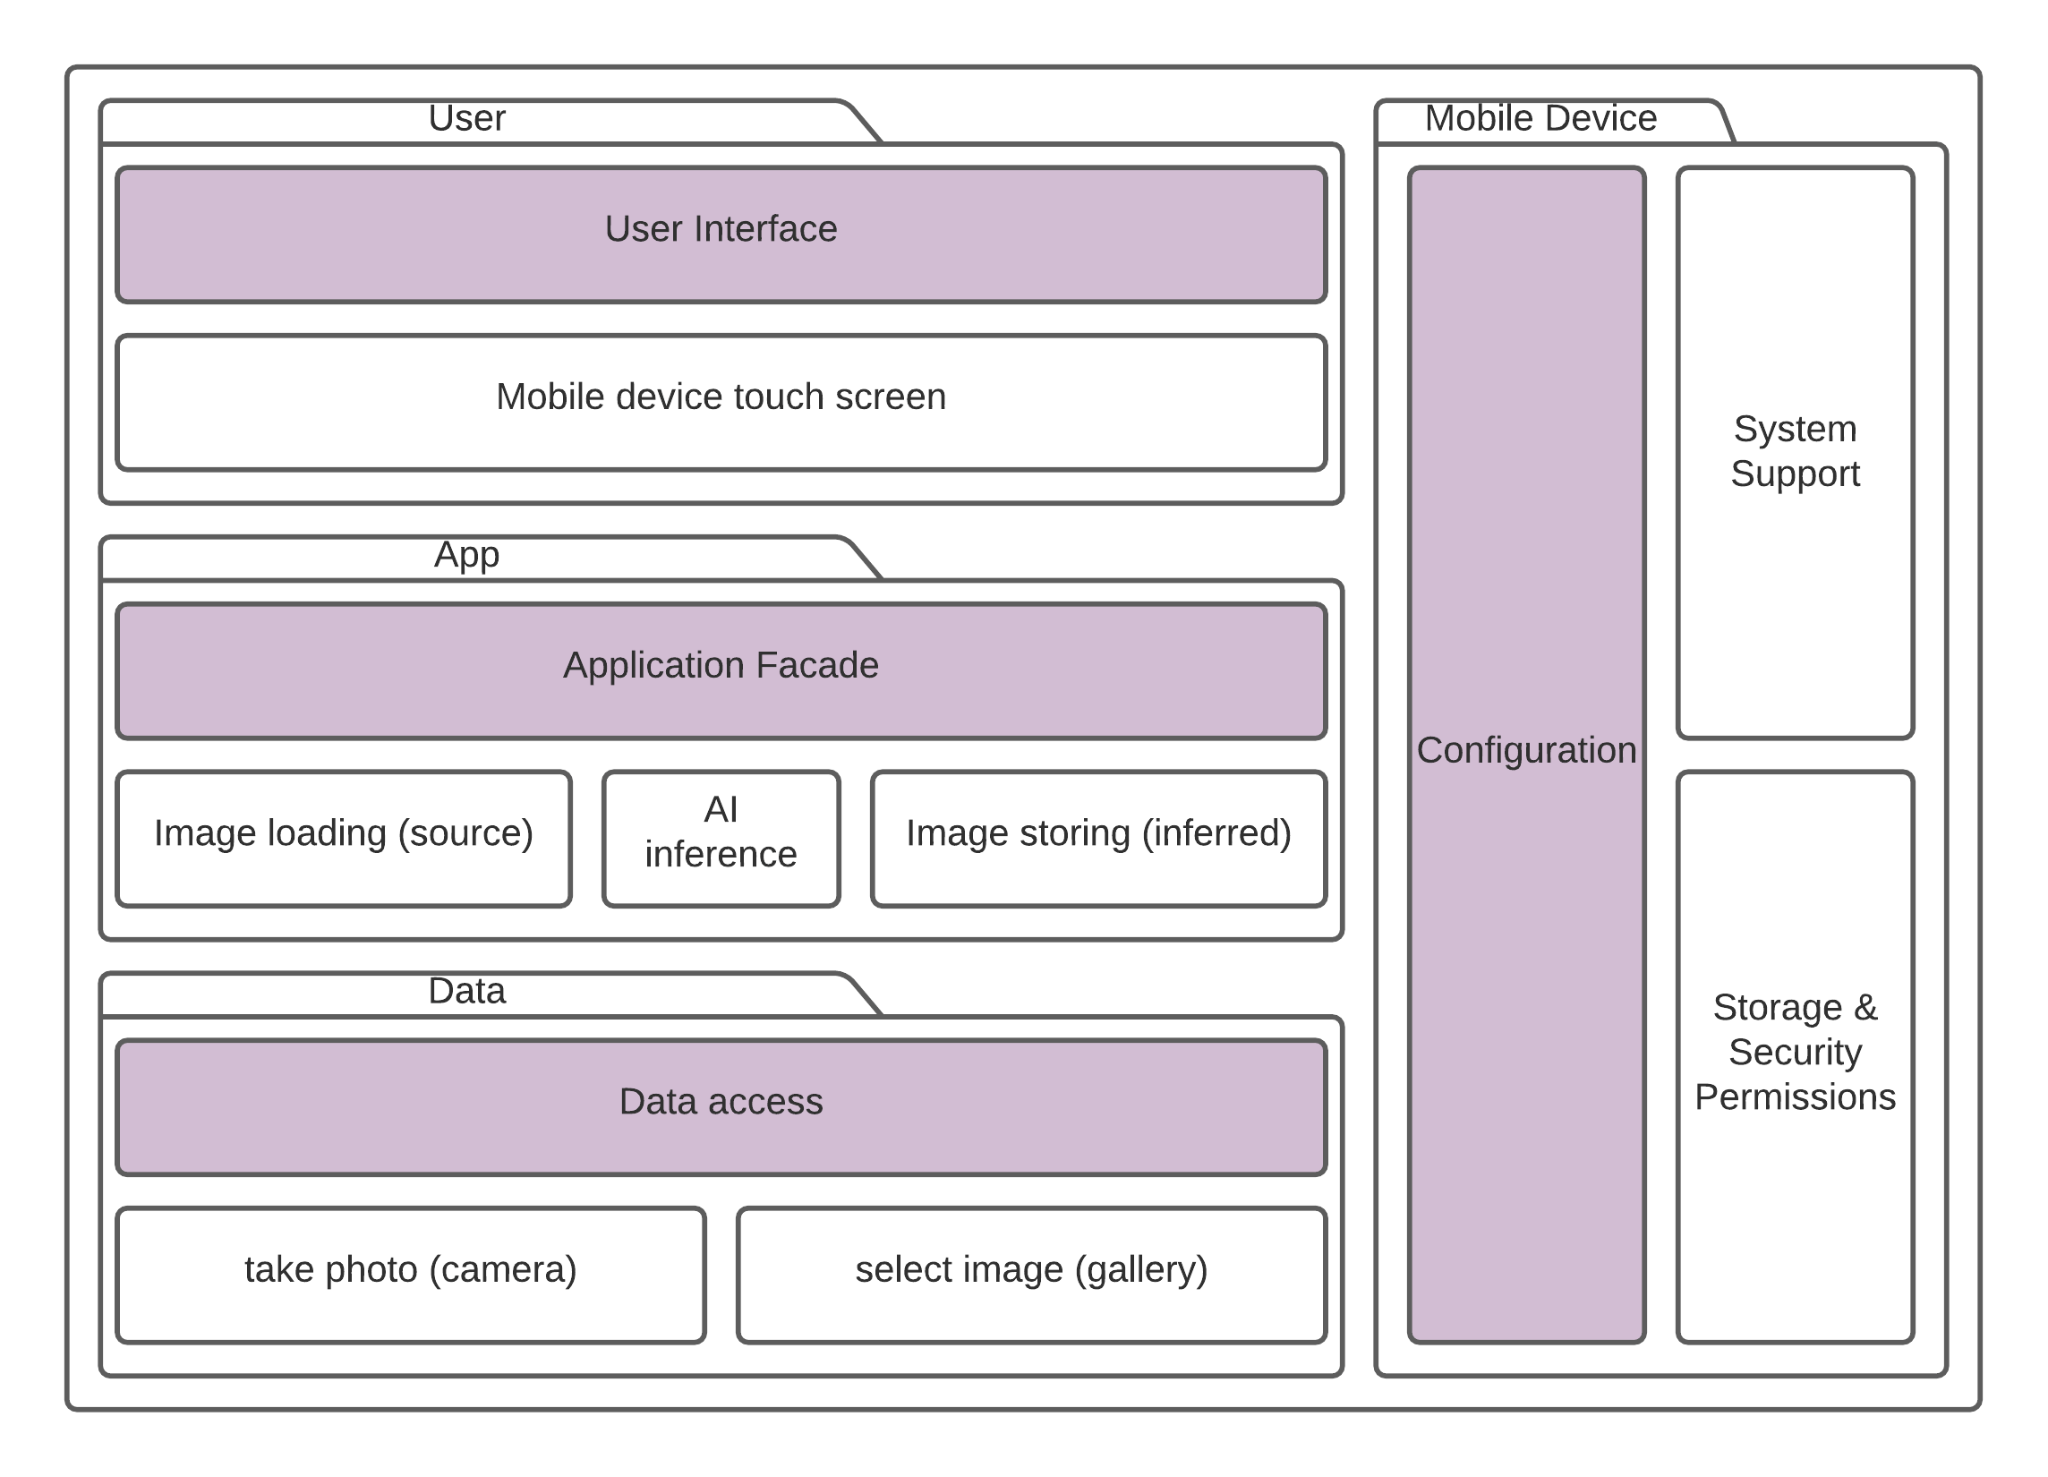 User
User Interface
Mobile device touch screen
App
Application Facade
Image loading (source)
AI
inference
Image storing (inferred)
Data
Data access
take photo (camera)
select image (gallery)
Mobile Device
Configuration
System
Support
Storage &
Security
Permissions